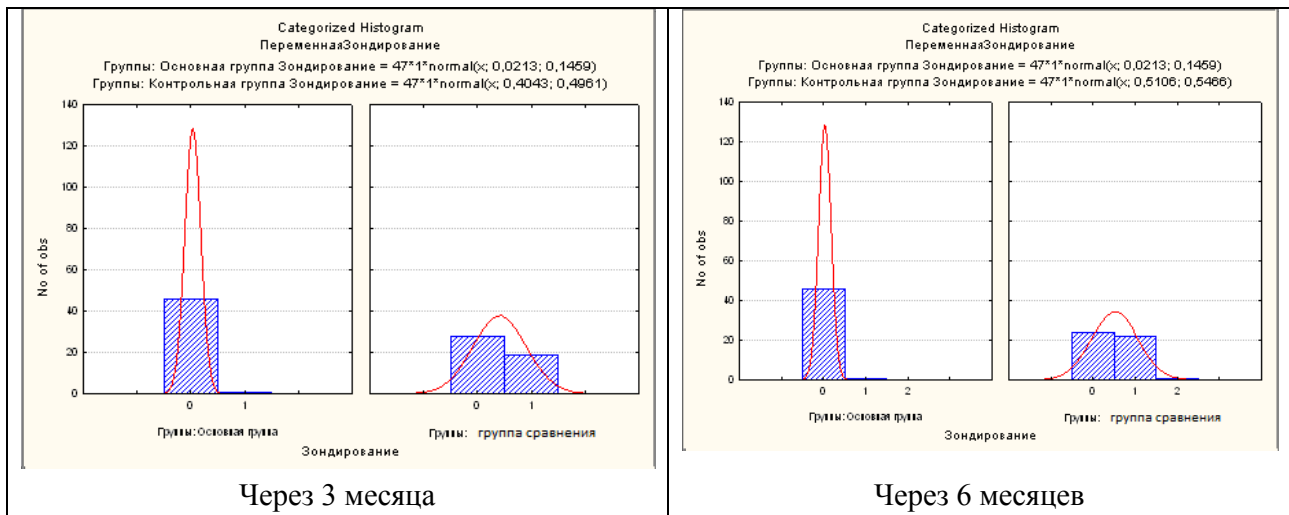 Categorized Histogram
ПеременнаяЗондирование
Группы: Основная группа Зондирование = 47*1*normal(x; 0,0213; 0,1459)
Группы: Контрольная группа Зондирование = 47*1*normal(x; 0,4043; 0,4961)
140
120
100
80
60
40
20
0
No of obs
0 1
0 1
Группы: Основная группа
Группы: группа сравнения
Зондирование
Через 3 месяца
Categorized Histogram
ПеременнаяЗондирование
Группы: Основная группа Зондирование = 47*1*normal(x; 0,0213; 0,1459)
Группы: Контрольная группа Зондирование = 47*1*normal(x; 0,5106; 0,5466)
140
120
100
80
60
40
20
0
No of obs
0 1 2
0 1 2
Группы: Основная группа
Группы: группа сравнения
Зондирование
Через 6 месяцев